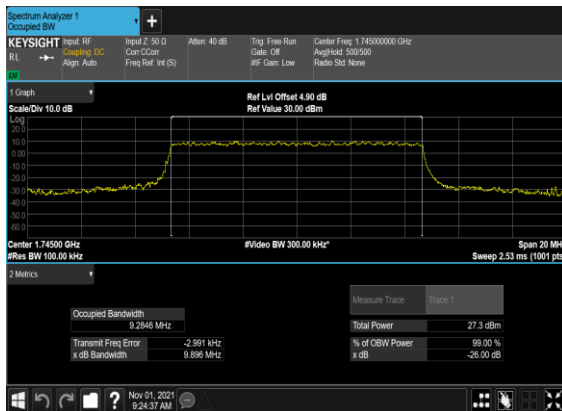 Spectrum Analyzer 1
Occupied BW
KEYSIGHT
RL
Input: RF
Coupling: DC
Align: Auto
Input Z: 50 Ω
Corr CCorr
Freq Ref: Int (S)
Atten: 40 dB
Trig: Free Run
Gate: Off
#IF Gain: Low
Center Freq: 1.745000000 GHz
Avg|Hold: 500/500
Radio Std: None
1 Graph
Scale/Div 10.0 dB
Ref Lvl Offset 4.90 dB
Ref Value 30.00 dBm
Log
20.0
10.0
0.00
-10.0
-20.0
-30.0
-40.0
-50.0
-60.0
Center 1.74500 GHz
#Res BW 100.00 kHz
#Video BW 300.00 kHz*
Span 20 MH
Sweep 2.53 ms (1001 pts
2 Metrics
Measure Trace
Trace 1
Occupied Bandwidth
9.2846 MHz
Total Power
27.3 dBm
Transmit Freq Error
-2.991 kHz
% of OBW Power
99.00 %
x dB Bandwidth
9.896 MHz
x dB
-26.00 dB
Nov 01, 2021
9:24:37 AM